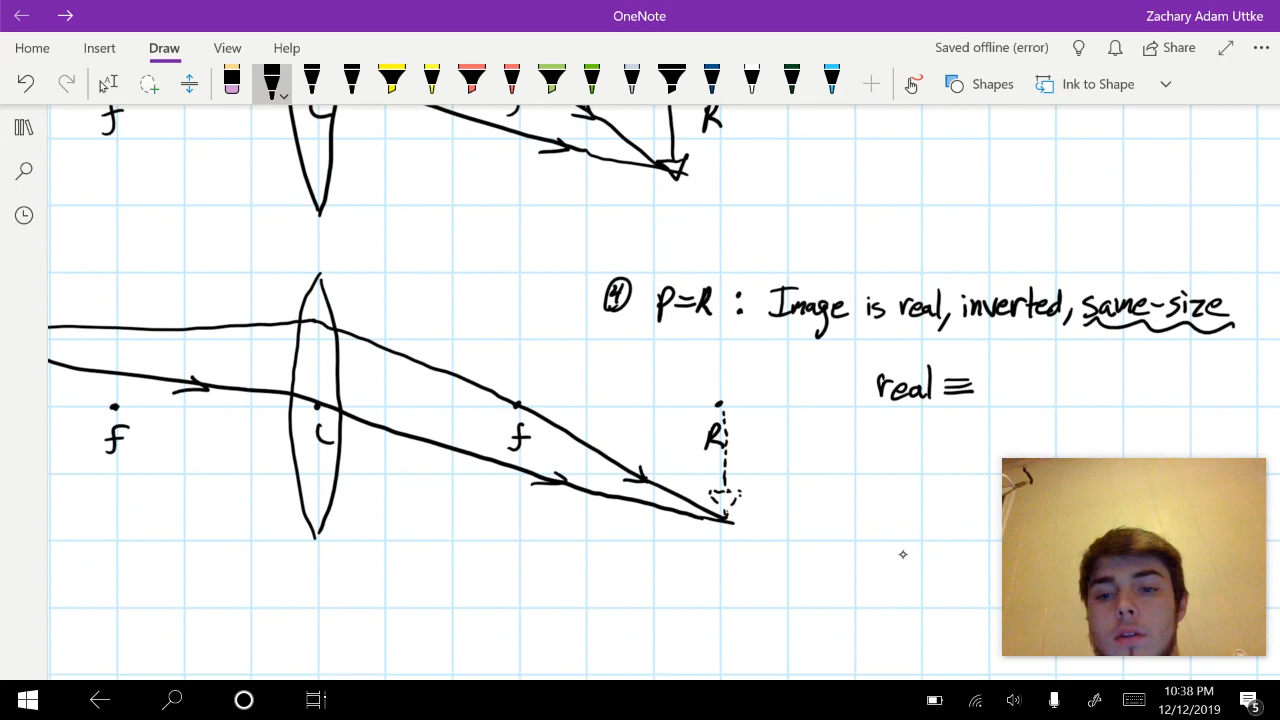 OneNote
Zachary Adam Uttke
Home Insert Draw View Help
Saved offline (error) Share
Shapes Ink to Shape
f C f R
④ P=R : Image is real, inverted, same-size
real ≡
f C f R
10:38 PM
12/12/2019
5